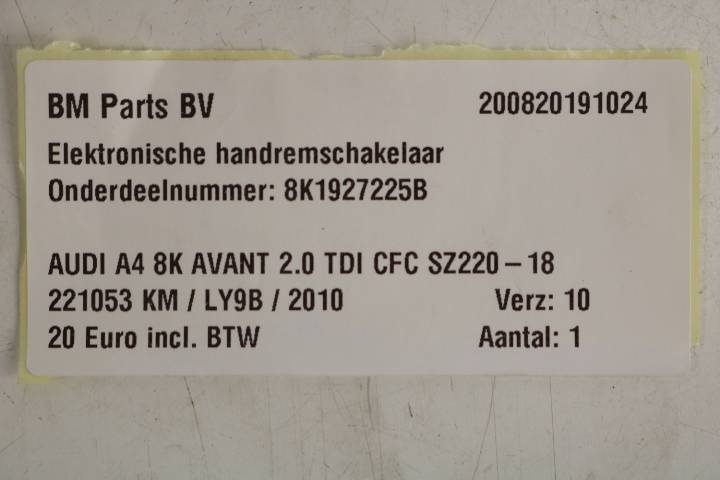 BM Parts BV 200820191024
Elektronische handremschakelaar
Onderdeelnummer: 8K1927225B
AUDI A4 8K AVANT 2.0 TDI CFC SZ220 – 18
221053 KM / LY9B / 2010 Verz: 10
20 Euro incl. BTW Aantal: 1